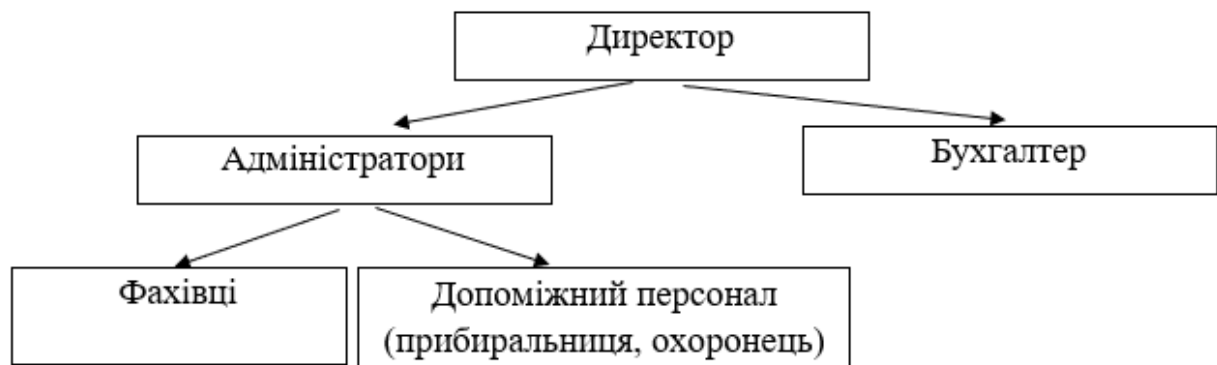 Директор
Адміністратори
Бухгалтер
Фахівці
Допоміжний персонал
(прибиральниця, охоронець)